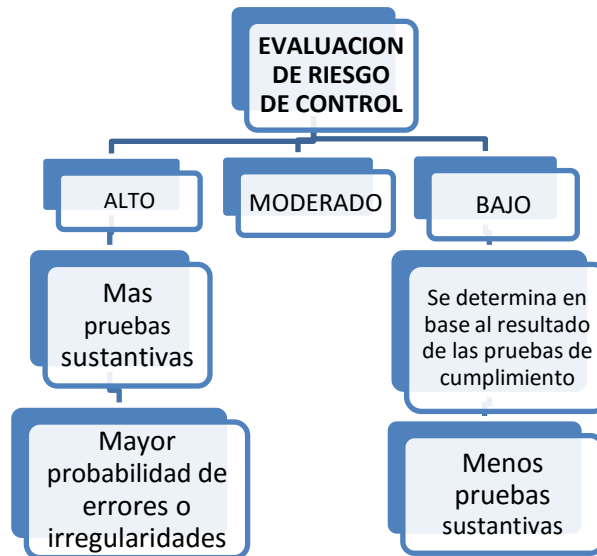 EVALUACION
DE RIESGO
DE CONTROL
ALTO
MODERADO
BAJO
Mas
pruebas
sustantivas
Se determina en
base al resultado
de las pruebas de
cumplimiento
Mayor
probabilidad de
errores o
irregularidades
Menos
pruebas
sustantivas